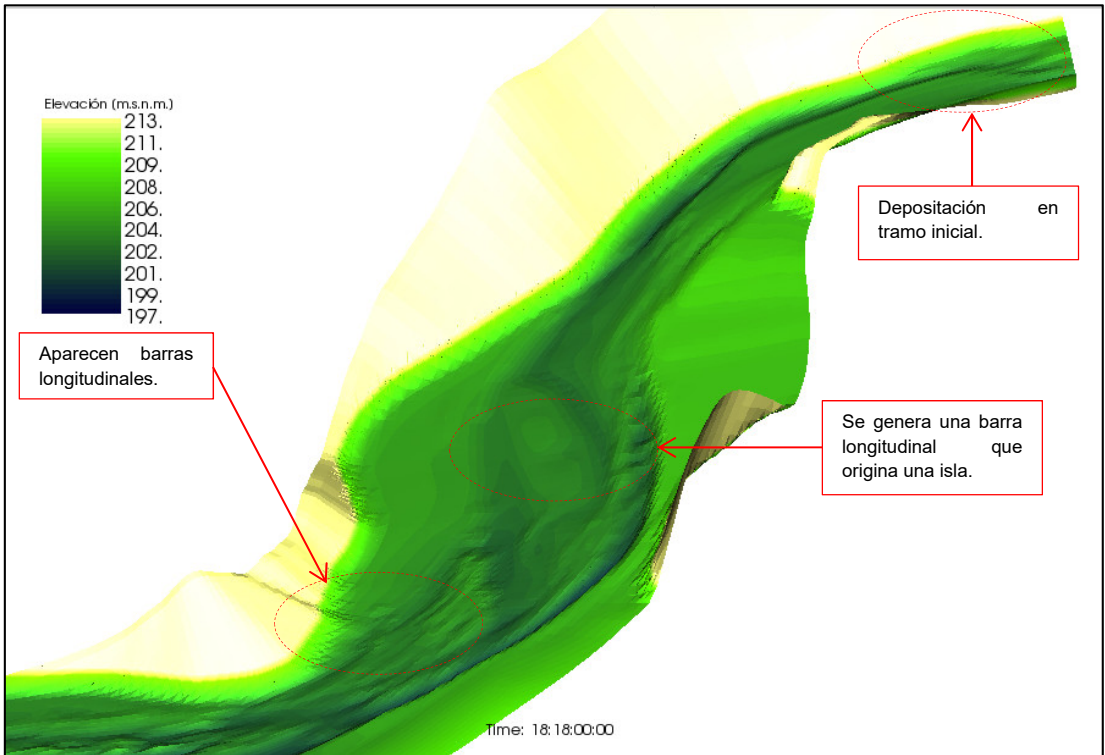 Elevación (m.s.n.m.)
213.
211.
209.
208.
206.
204.
202.
201.
199.
197.
Depositación en
tramo inicial.
Aparecen barras
longitudinales.
Se genera una barra
longitudinal que
origina una isla.
Time: 18:18:00:00